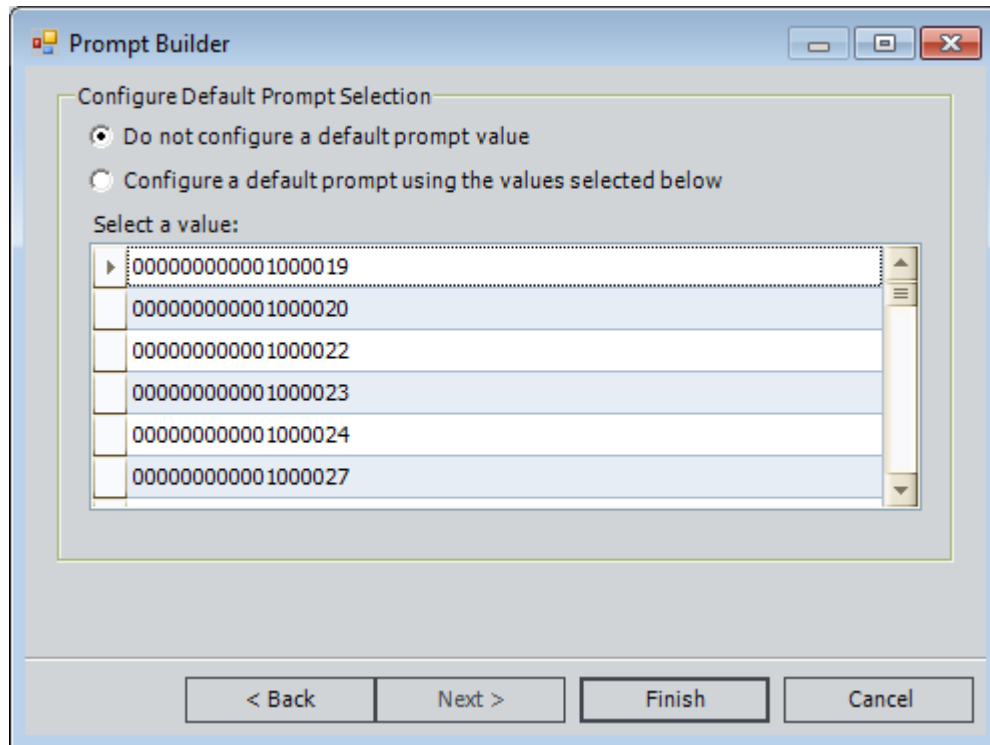 Prompt Builder
Configure Default Prompt Selection
Do not configure a default prompt value
Configure a default prompt using the values selected below
Select a value:
000000000001000019
000000000001000020
000000000001000022
000000000001000023
000000000001000024
000000000001000027
< Back Next > Finish Cancel